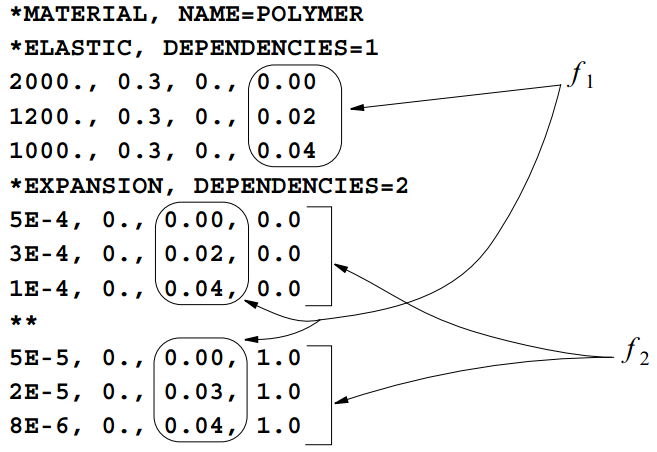 *MATERIAL, NAME=POLYMER
*ELASTIC, DEPENDENCIES=1
2000., 0.3, 0., 0.00
1200., 0.3, 0., 0.02
1000., 0.3, 0., 0.04
*EXPANSION, DEPENDENCIES=2
5E-4, 0., 0.00, 0.0
3E-4, 0., 0.02, 0.0
1E-4, 0., 0.04, 0.0
**
5E-5, 0., 0.00, 1.0
2E-5, 0., 0.03, 1.0
8E-6, 0., 0.04, 1.0
f1
f2